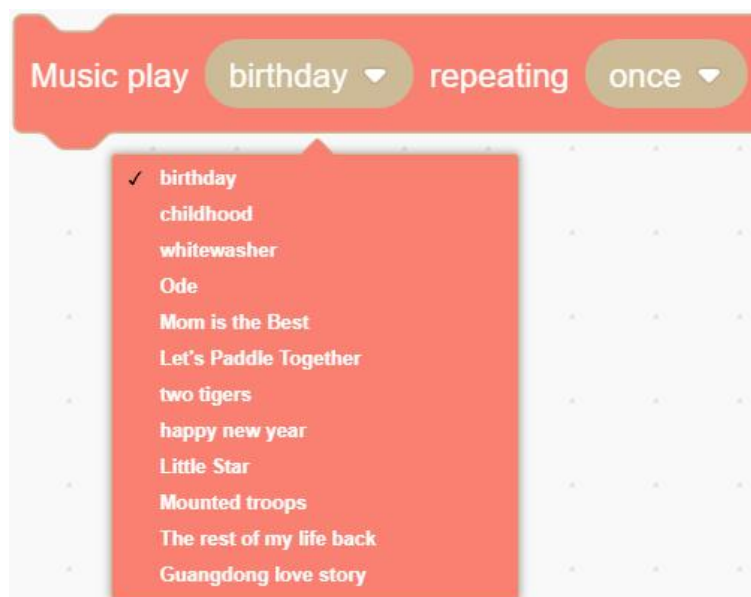 Music play birthday repeating once
✓ birthday
childhood
whitewasher
Ode
Mom is the Best
Let's Paddle Together
two tigers
happy new year
Little Star
Mounted troops
The rest of my life back
Guangdong love story